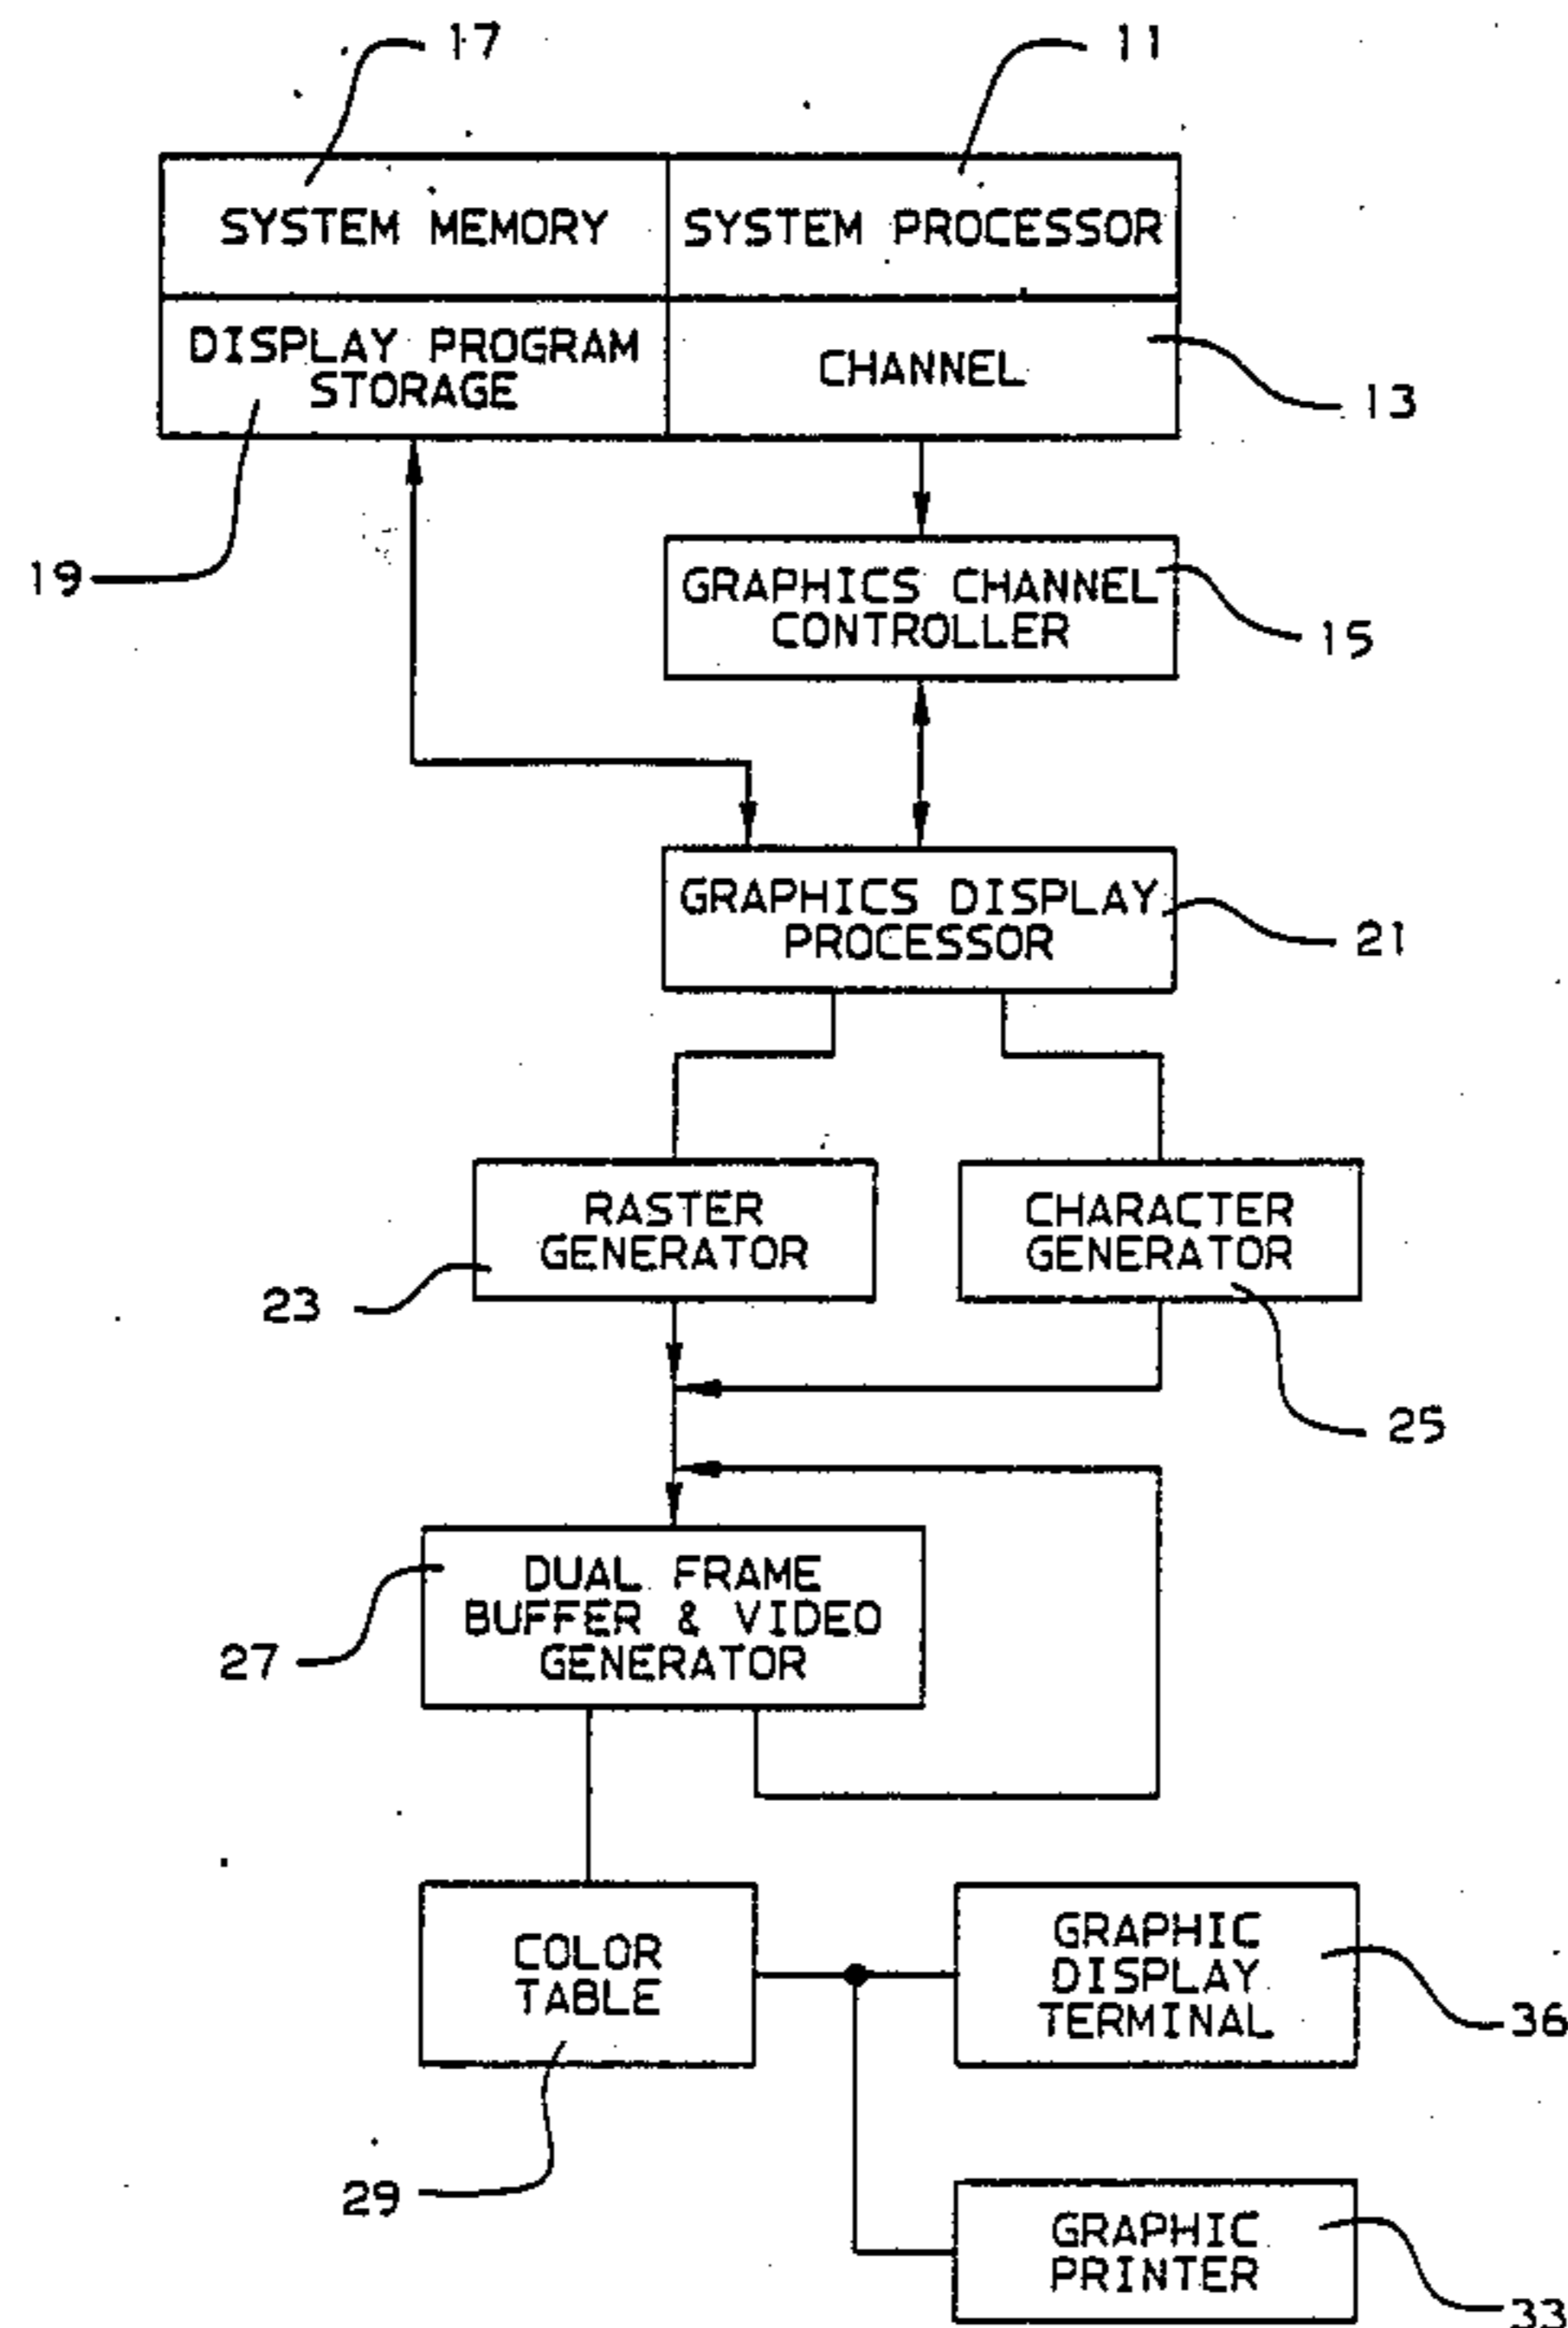 17
11
SYSTEM MEMORY
SYSTEM PROCESSOR
DISPLAY PROGRAM
STORAGE
CHANNEL
13
19
GRAPHICS CHANNEL
CONTROLLER
15
GRAPHICS DISPLAY
PROCESSOR
21
RASTER
GENERATOR
CHARACTER
GENERATOR
23
25
DUAL FRAME
BUFFER & VIDEO
GENERATOR
27
COLOR
TABLE
GRAPHIC
DISPLAY
TERMINAL
36
29
GRAPHIC
PRINTER
33